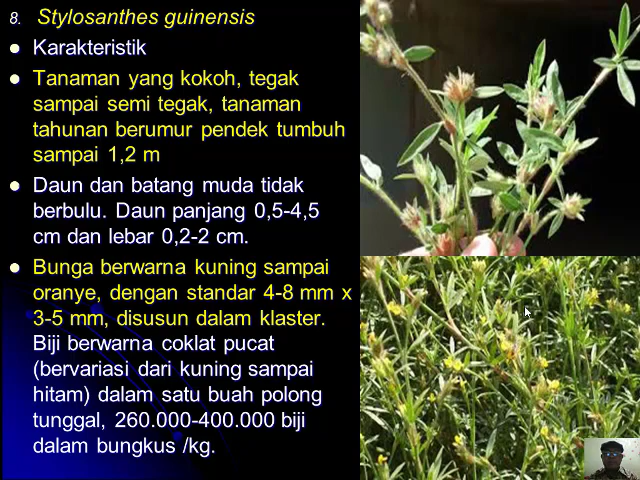 8. Stylosanthes guinensis
Karakteristik
Tanaman yang kokoh, tegak
sampai semi tegak, tanaman
tahunan berumur pendek tumbuh
sampai 1,2 m
Daun dan batang muda tidak
berbulu. Daun panjang 0,5-4,5
cm dan lebar 0,2-2 cm.
Bunga berwarna kuning sampai
oranye, dengan standar 4-8 mm x
3-5 mm, disusun dalam klaster.
Biji berwarna coklat pucat
(bervariasi dari kuning sampai
hitam) dalam satu buah polong
tunggal, 260.000-400.000 biji
dalam bungkus /kg.